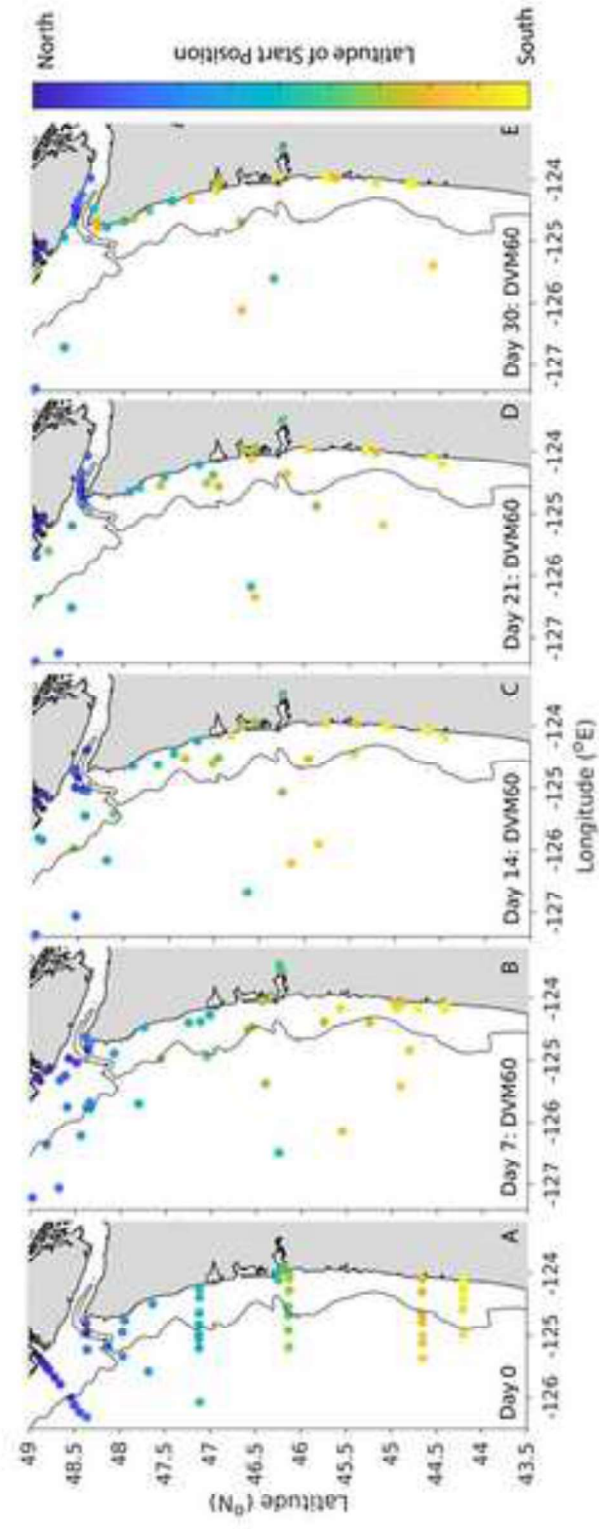 North
Latitude of Start Position
South
A
Day 0
B
Day 7: DVM60
C
Day 14: DVM60
D
Day 21: DVM60
E
Day 30: DVM60
49
48.5
48
47.5
47
46.5
46
45.5
45
44.5
44
43.5
Latitude (°N)
-126
-125
-124
-127
-126
-125
-124
-127
-126
-125
-124
-127
-126
-125
-124
-127
-126
-125
-124
Longitude (°E)